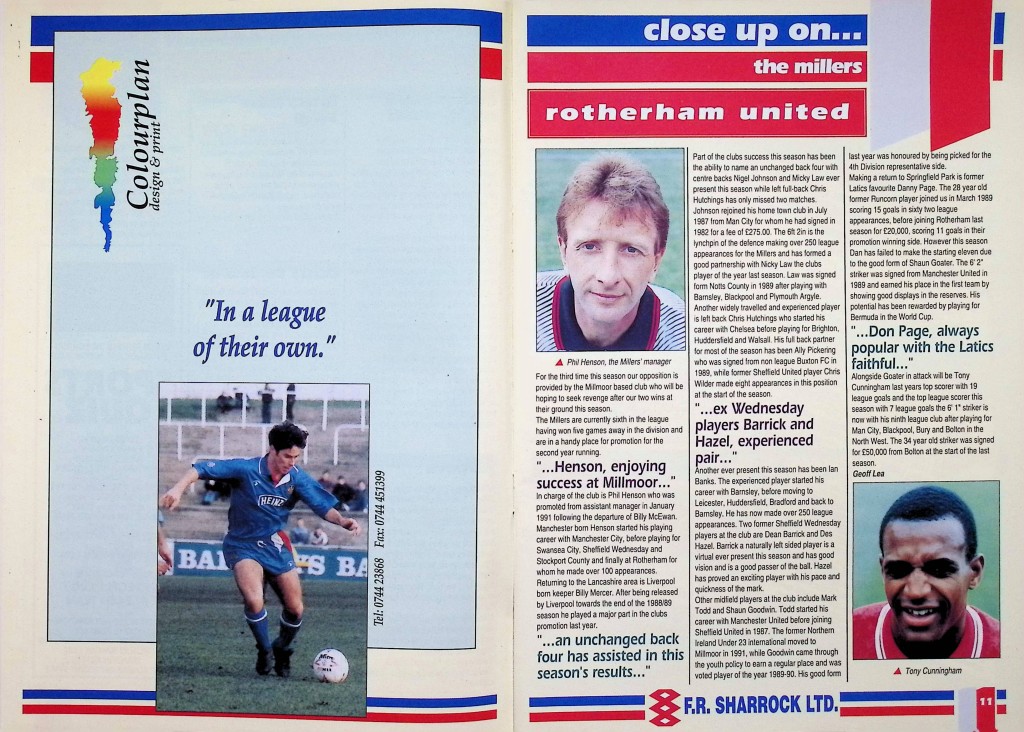 Colourplan
design & print
"In a league
of their own."
HEINZ
BA
S BA
Mitre
Tel: 0744 23868 Fax: 0744 451399
close up on...
the millers
rotherham united
Phil Henson, the Millers' manager
For the third time this season our opposition is
provided by the Millmoor based club who will be
hoping to seek revenge after our two wins at
their ground this season.
The Millers are currently sixth in the league
having won five games away in the division and
are in a handy place for promotion for the
second year running.
"...Henson, enjoying
success at Millmoor..."
In charge of the club is Phil Henson who was
promoted from assistant manager in January
1991 following the departure of Billy McEwan.
Manchester born Henson started his playing
career with Manchester City, before playing for
Swansea City, Sheffield Wednesday and
Stockport County and finally at Rotherham for
whom he made over 100 appearances.
Returning to the Lancashire area is Liverpool
born keeper Billy Mercer. After being released
by Liverpool towards the end of the 1988/89
season he played a major part in the clubs
promotion last year.
"...an unchanged back
four has assisted in this
season's results..."
Part of the clubs success this season has been
the ability to name an unchanged back four with
centre backs Nigel Johnson and Micky Law ever
present this season while left full-back Chris
Hutchings has only missed two matches.
Johnson rejoined his home town club in July
1987 from Man City for whom he had signed in
1982 for a fee of £275.00. The 6ft 2in is the
lynchpin of the defence making over 250 league
appearances for the Millers and has formed a
good partnership with Nicky Law the clubs
player of the year last season. Law was signed
form Notts County in 1989 after playing with
Barnsley, Blackpool and Plymouth Argyle.
Another widely travelled and experienced player
is left back Chris Hutchings who started his
career with Chelsea before playing for Brighton,
Huddersfield and Walsall. His full back partner
for most of the season has been Ally Pickering
who was signed from non league Buxton FC in
1989, while former Sheffield United player Chris
Wilder made eight appearances in this position
at the start of the season.
"...ex Wednesday
players Barrick and
Hazel, experienced
pair..."
Another ever present this season has been Ian
Banks. The experienced player started his
career with Barnsley, before moving to
Leicester, Huddersfield, Bradford and back to
Barnsley. He has now made over 250 league
appearances. Two former Sheffield Wednesday
players at the club are Dean Barrick and Des
Hazel. Barrick a naturally left sided player is a
virtual ever present this season and has good
vision and is a good passer of the ball. Hazel
has proved an exciting player with his pace and
quickness of the mark.
Other midfield players at the club include Mark
Todd and Shaun Goodwin. Todd started his
career with Manchester United before joining
Sheffield United in 1987. The former Northern
Ireland Under 23 international moved to
Millmoor in 1991, while Goodwin came through
the youth policy to earn a regular place and was
voted player of the year 1989-90. His good form
last year was honoured by being picked for the
4th Division representative side.
Making a return to Springfield Park is former
Latics favourite Danny Page. The 28 year old
former Runcorn player joined us in March 1989
scoring 15 goals in sixty two league
appearances, before joining Rotherham last
season for £20,000, scoring 11 goals in their
promotion winning side. However this season
Dan has failed to make the starting eleven due
to the good form of Shaun Goater. The 6' 2"
striker was signed from Manchester United in
1989 and earned his place in the first team by
showing good displays in the reserves. His
potential has been rewarded by playing for
Bermuda in the World Cup.
"...Don Page, always
popular with the Latics
faithful..."
Alongside Goater in attack will be Tony
Cunningham last years top scorer with 19
league goals and the top league scorer this
season with 7 league goals the 6' 1" striker is
now with his ninth league club after playing for
Man City, Blackpool, Bury and Bolton in the
North West. The 34 year old striker was signed
for £50,000 from Bolton at the start of the last
season.
Geoff Lea
Tony Cunningham
F.R. SHARROCK LTD.
11